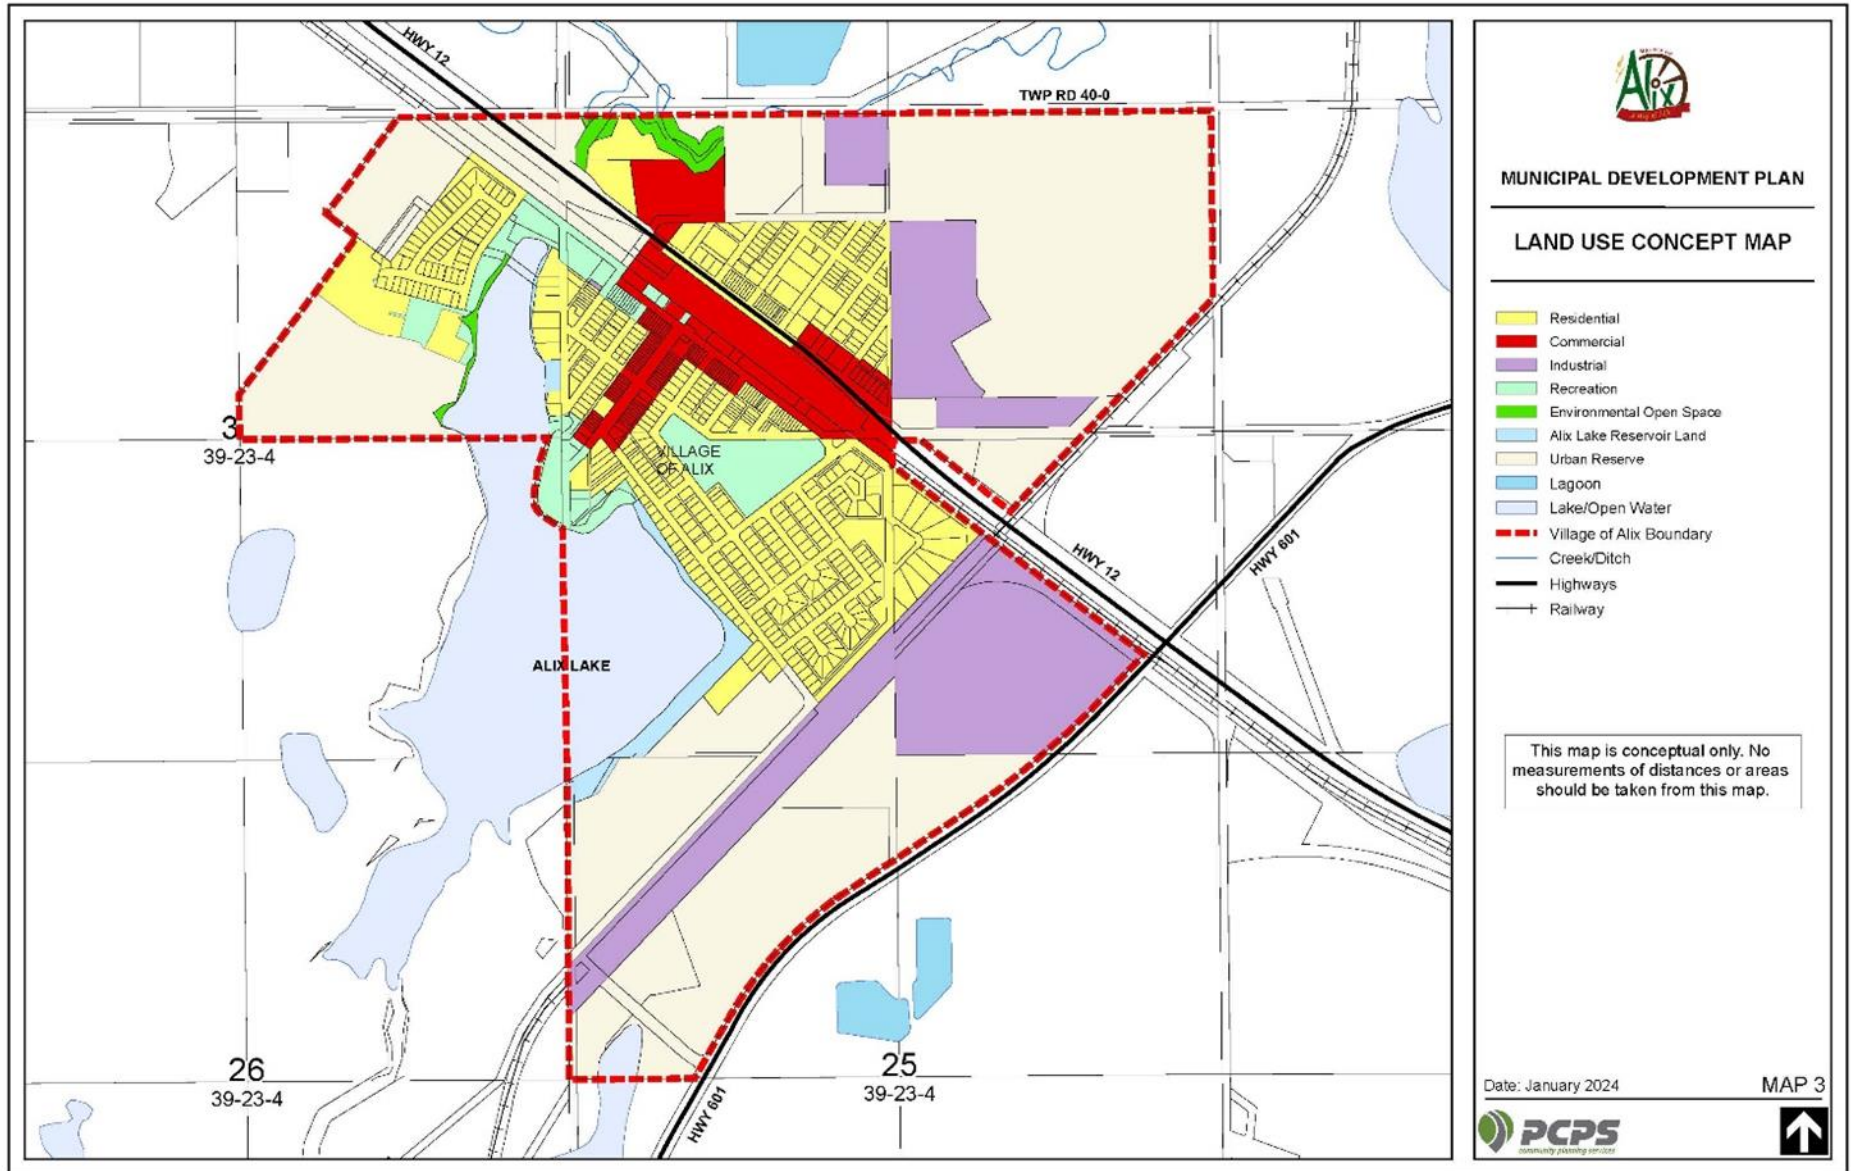 HWY 12
TWP RD 40-0
3
39-23-4
VILLAGE
OF ALIX
HWY 12
HWY 601
ALIX LAKE
26
39-23-4
25
39-23-4
HWY 601
Alix
MUNICIPAL DEVELOPMENT PLAN
LAND USE CONCEPT MAP
Residential
Commercial
Industrial
Recreation
Environmental Open Space
Alix Lake Reservoir Land
Urban Reserve
Lagoon
Lake/Open Water
Village of Alix Boundary
Creek/Ditch
Highways
Railway
This map is conceptual only. No
measurements of distances or areas
should be taken from this map.
Date: January 2024
MAP 3
PCPS
community planning services